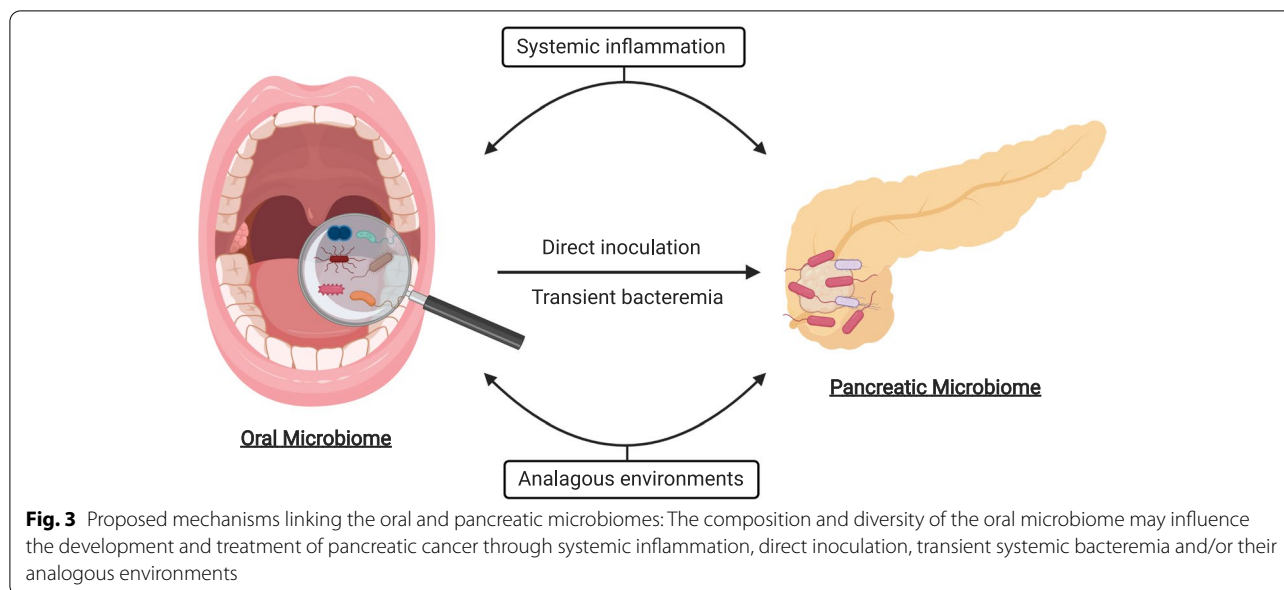 Systemic inflammation
Direct inoculation
Transient bacteremia
Pancreatic Microbiome
Oral Microbiome
Analagous environments
Fig. 3 Proposed mechanisms linking the oral and pancreatic microbiomes: The composition and diversity of the oral microbiome may influence
the development and treatment of pancreatic cancer through systemic inflammation, direct inoculation, transient systemic bacteremia and/or their
analogous environments